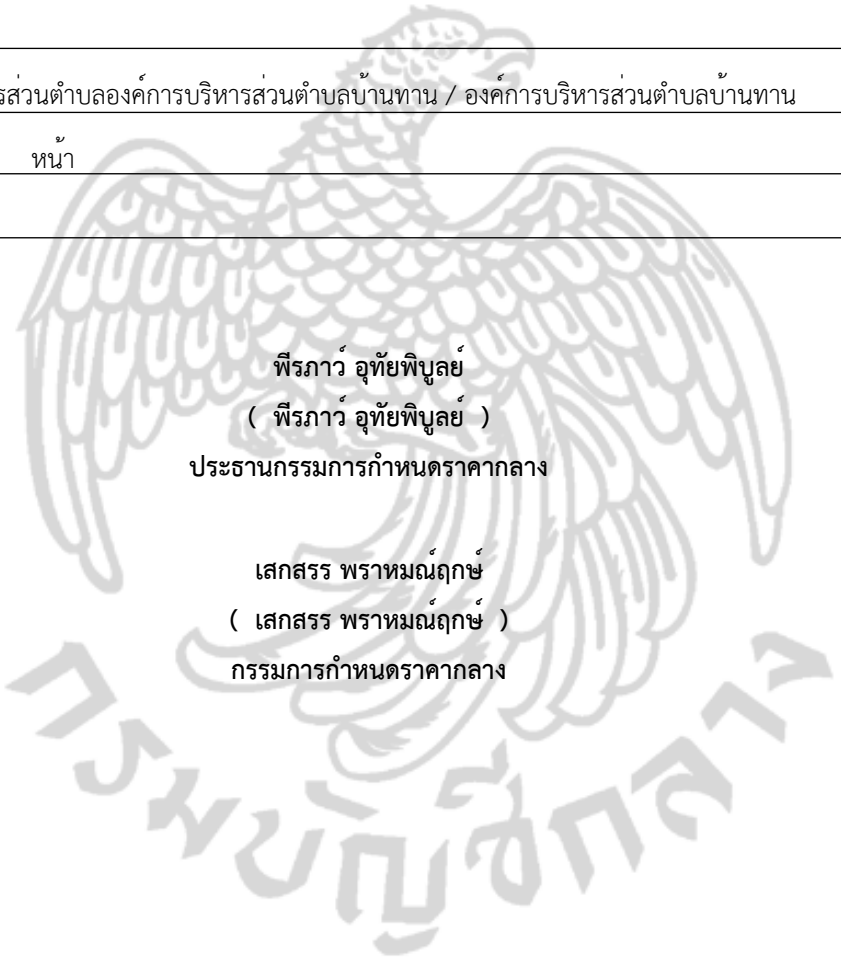 รส่วนตำบลองค์การบริหารส่วนตำบลบ้านทาน / องค์การบริหารส่วนตำบลบ้านทาน
หน้า
พีรภาว์ อุทัยพิบูลย์
( พีรภาว์ อุทัยพิบูลย์ )
ประธานกรรมการกำหนดราคากลาง
เสกสรร พราหมณ์ฤกษ์
( เสกสรร พราหมณ์ฤกษ์ )
กรรมการกำหนดราคากลาง
กรมบัญชีกลาง